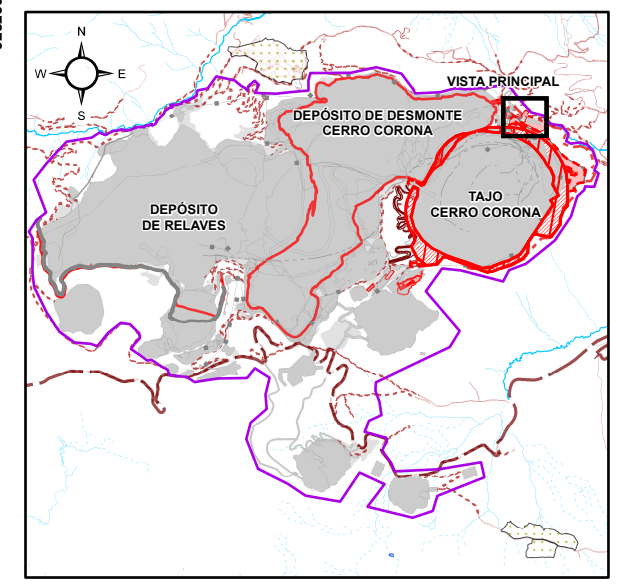 N
W E
S
VISTA PRINCIPAL
DEPÓSITO DE DESMONTE
CERRO CORONA
TAJO
CERRO CORONA
DEPÓSITO
DE RELAVES